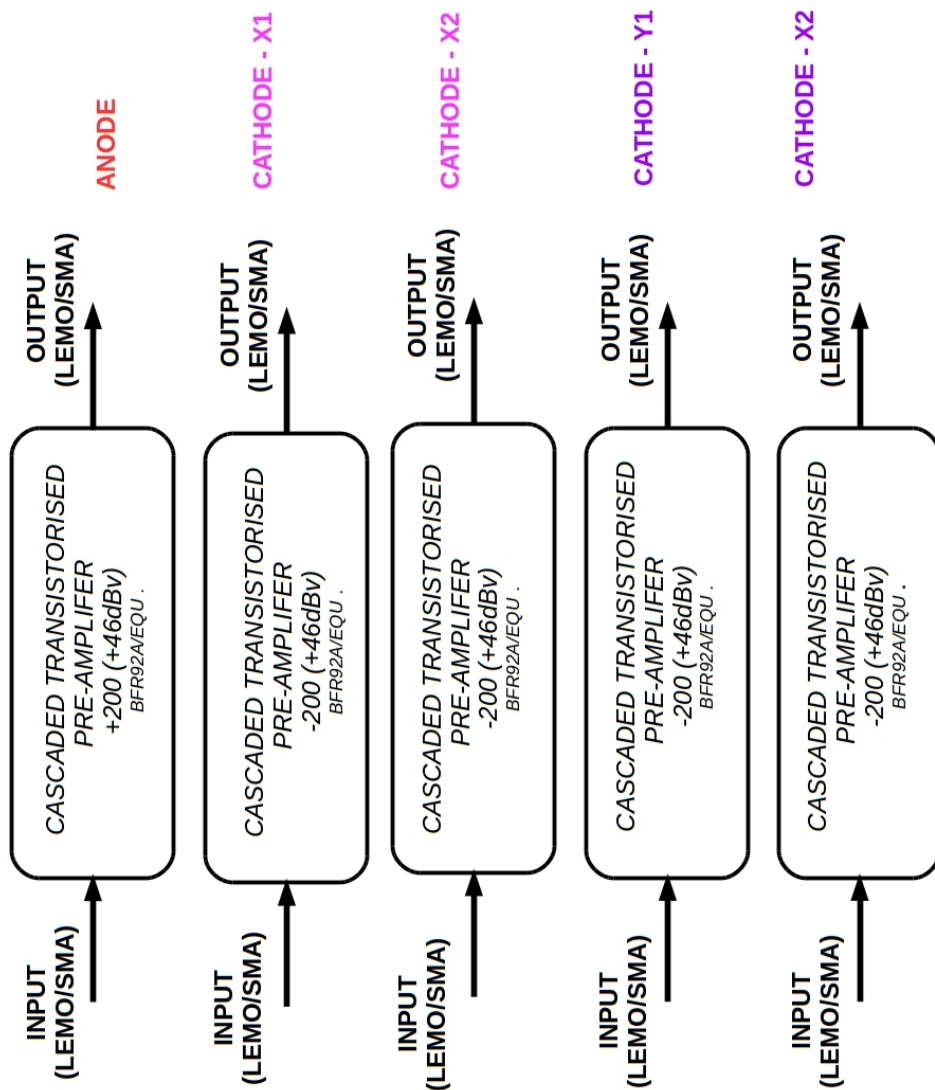 INPUT
(LEMO/SMA)
CASCADED TRANSISTORISED
PRE-AMPLIFER
+200 (+46dBv)
BFR92A/EQU .
OUTPUT
(LEMO/SMA)
ANODE
INPUT
(LEMO/SMA)
CASCADED TRANSISTORISED
PRE-AMPLIFER
-200 (+46dBv)
BFR92A/EQU .
OUTPUT
(LEMO/SMA)
CATHODE - X1
INPUT
(LEMO/SMA)
CASCADED TRANSISTORISED
PRE-AMPLIFER
-200 (+46dBv)
BFR92A/EQU .
OUTPUT
(LEMO/SMA)
CATHODE - X2
INPUT
(LEMO/SMA)
CASCADED TRANSISTORISED
PRE-AMPLIFER
-200 (+46dBv)
BFR92A/EQU .
OUTPUT
(LEMO/SMA)
CATHODE - Y1
INPUT
(LEMO/SMA)
CASCADED TRANSISTORISED
PRE-AMPLIFER
-200 (+46dBv)
BFR92A/EQU .
OUTPUT
(LEMO/SMA)
CATHODE - X2